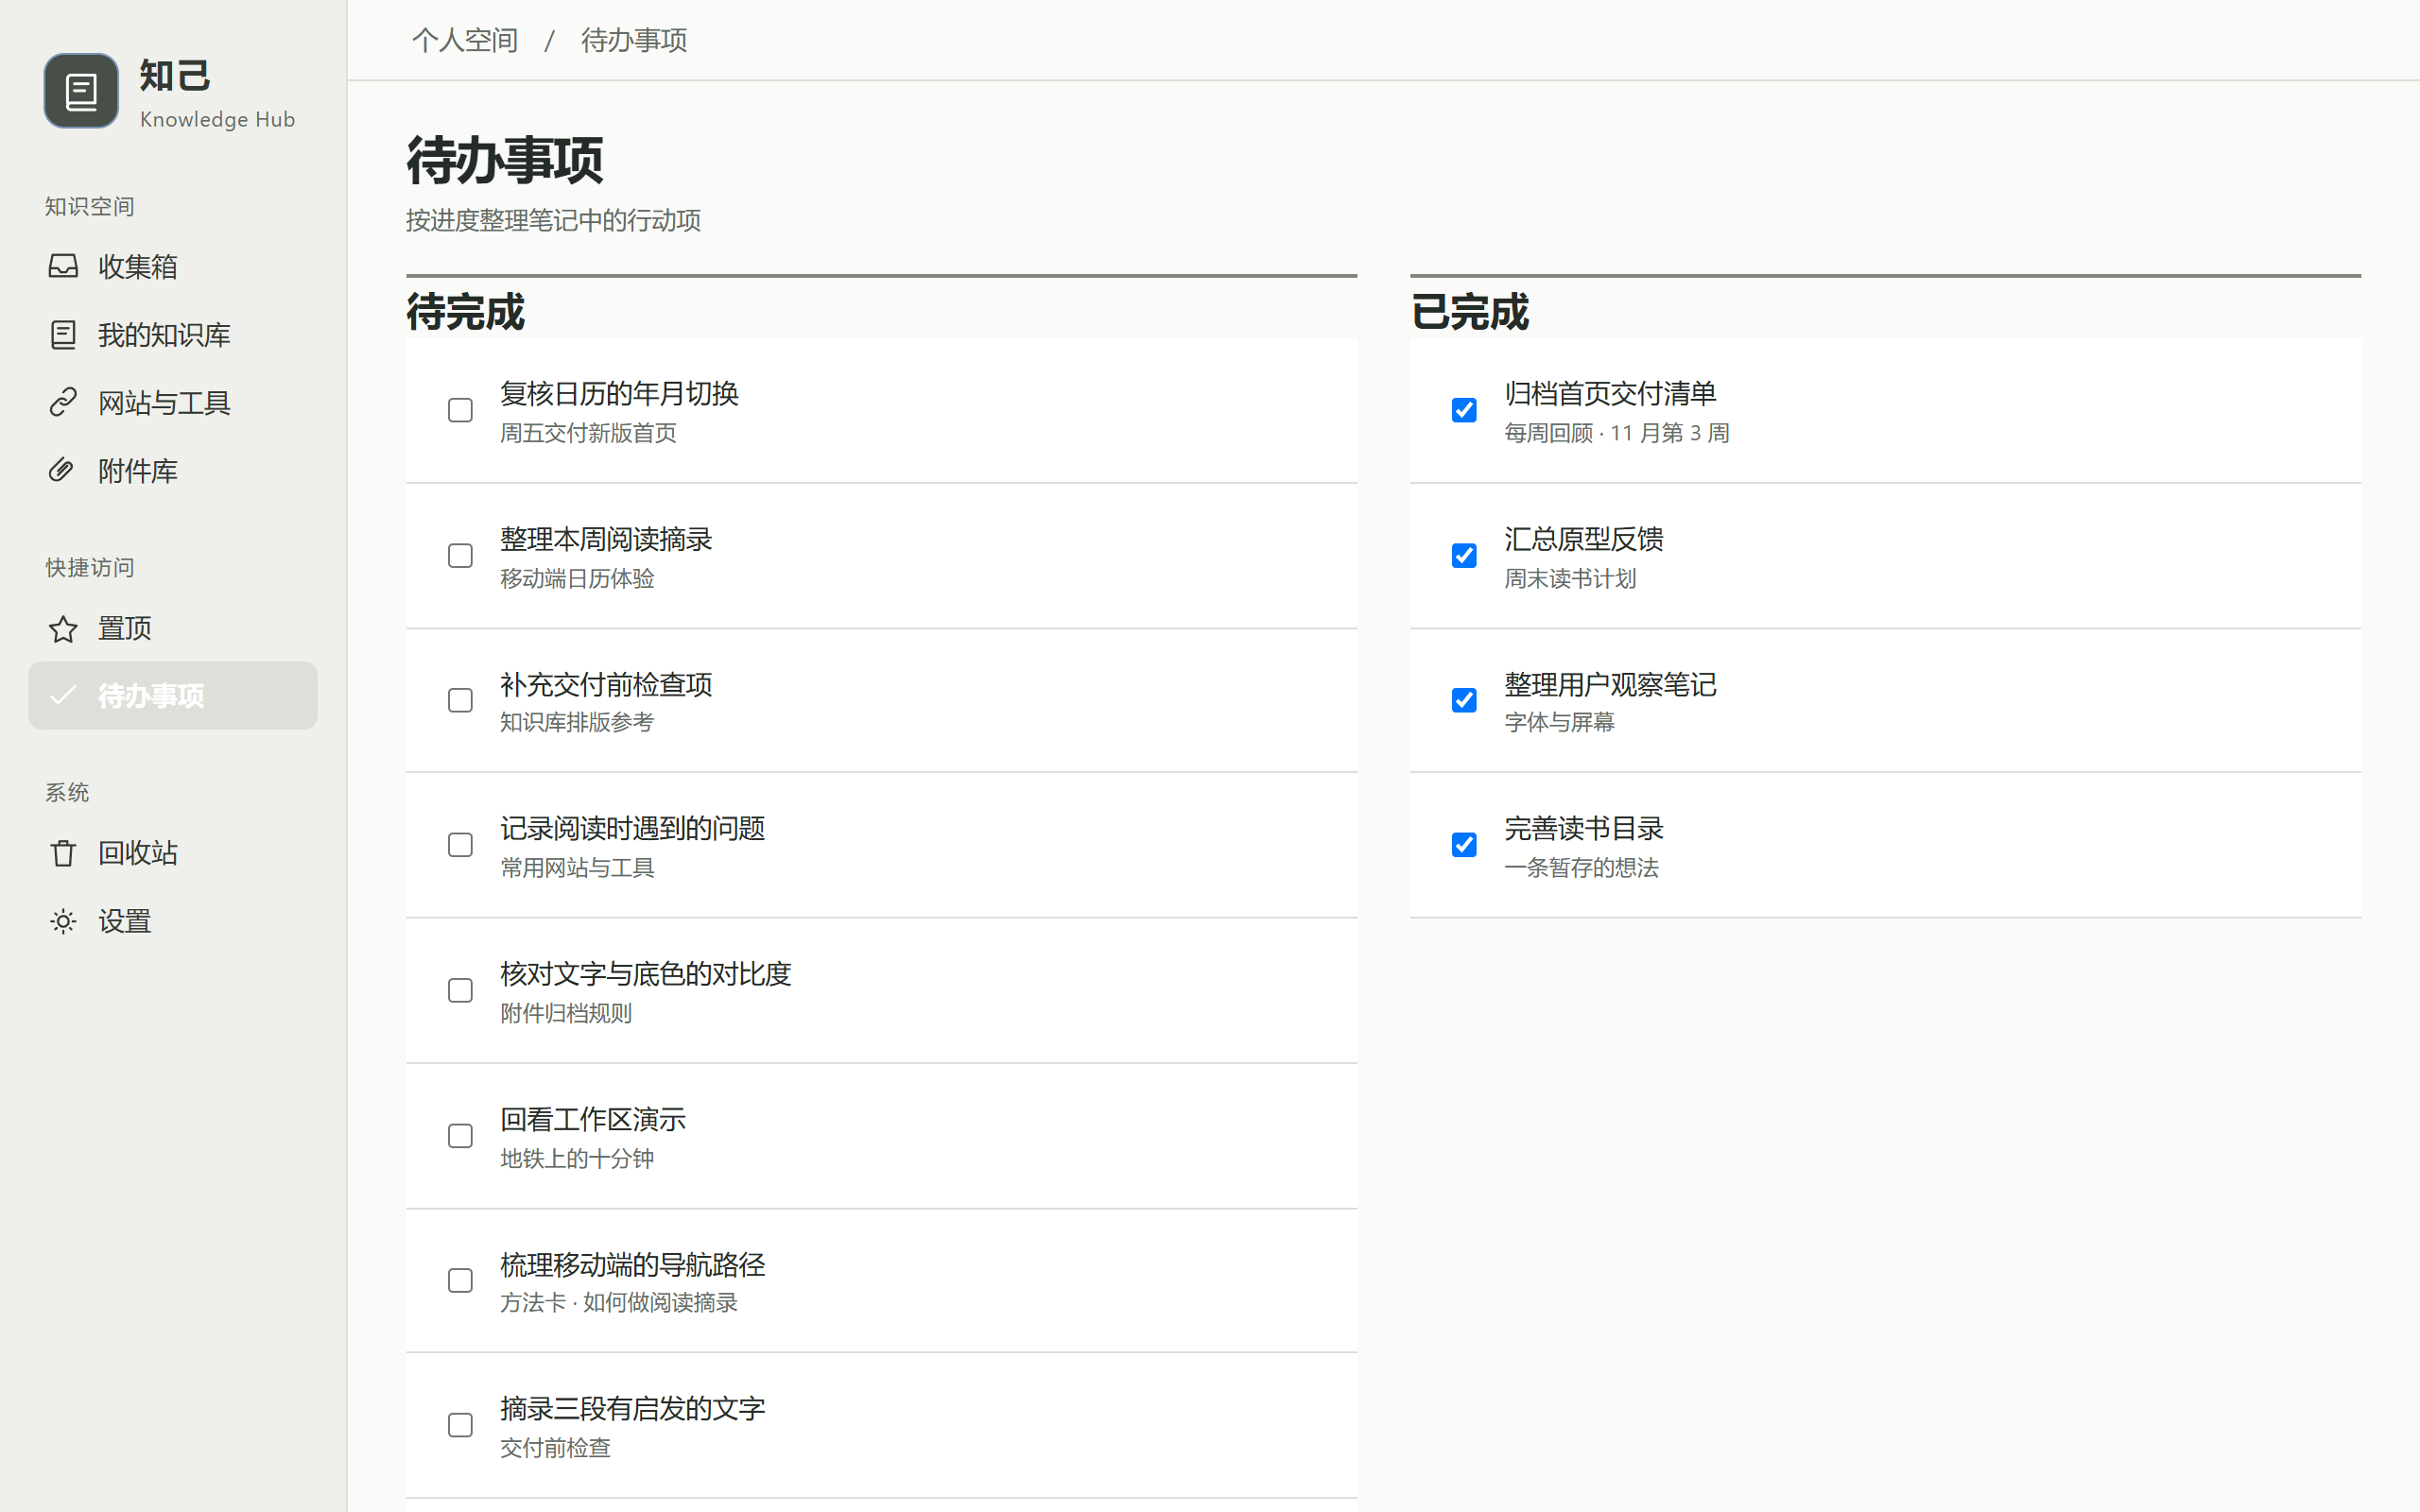 知己
Knowledge Hub
知识空间
收集箱
我的知识库
网站与工具
附件库
快捷访问
置顶
待办事项
系统
回收站
设置
个人空间 / 待办事项
待办事项
按进度整理笔记中的行动项
待完成
复核日历的年月切换
周五交付新版首页
整理本周阅读摘录
移动端日历体验
补充交付前检查项
知识库排版参考
记录阅读时遇到的问题
常用网站与工具
核对文字与底色的对比度
附件归档规则
回看工作区演示
地铁上的十分钟
梳理移动端的导航路径
方法卡 · 如何做阅读摘录
摘录三段有启发的文字
交付前检查
已完成
归档首页交付清单
每周回顾 · 11 月第 3 周
汇总原型反馈
周末读书计划
整理用户观察笔记
字体与屏幕
完善读书目录
一条暂存的想法